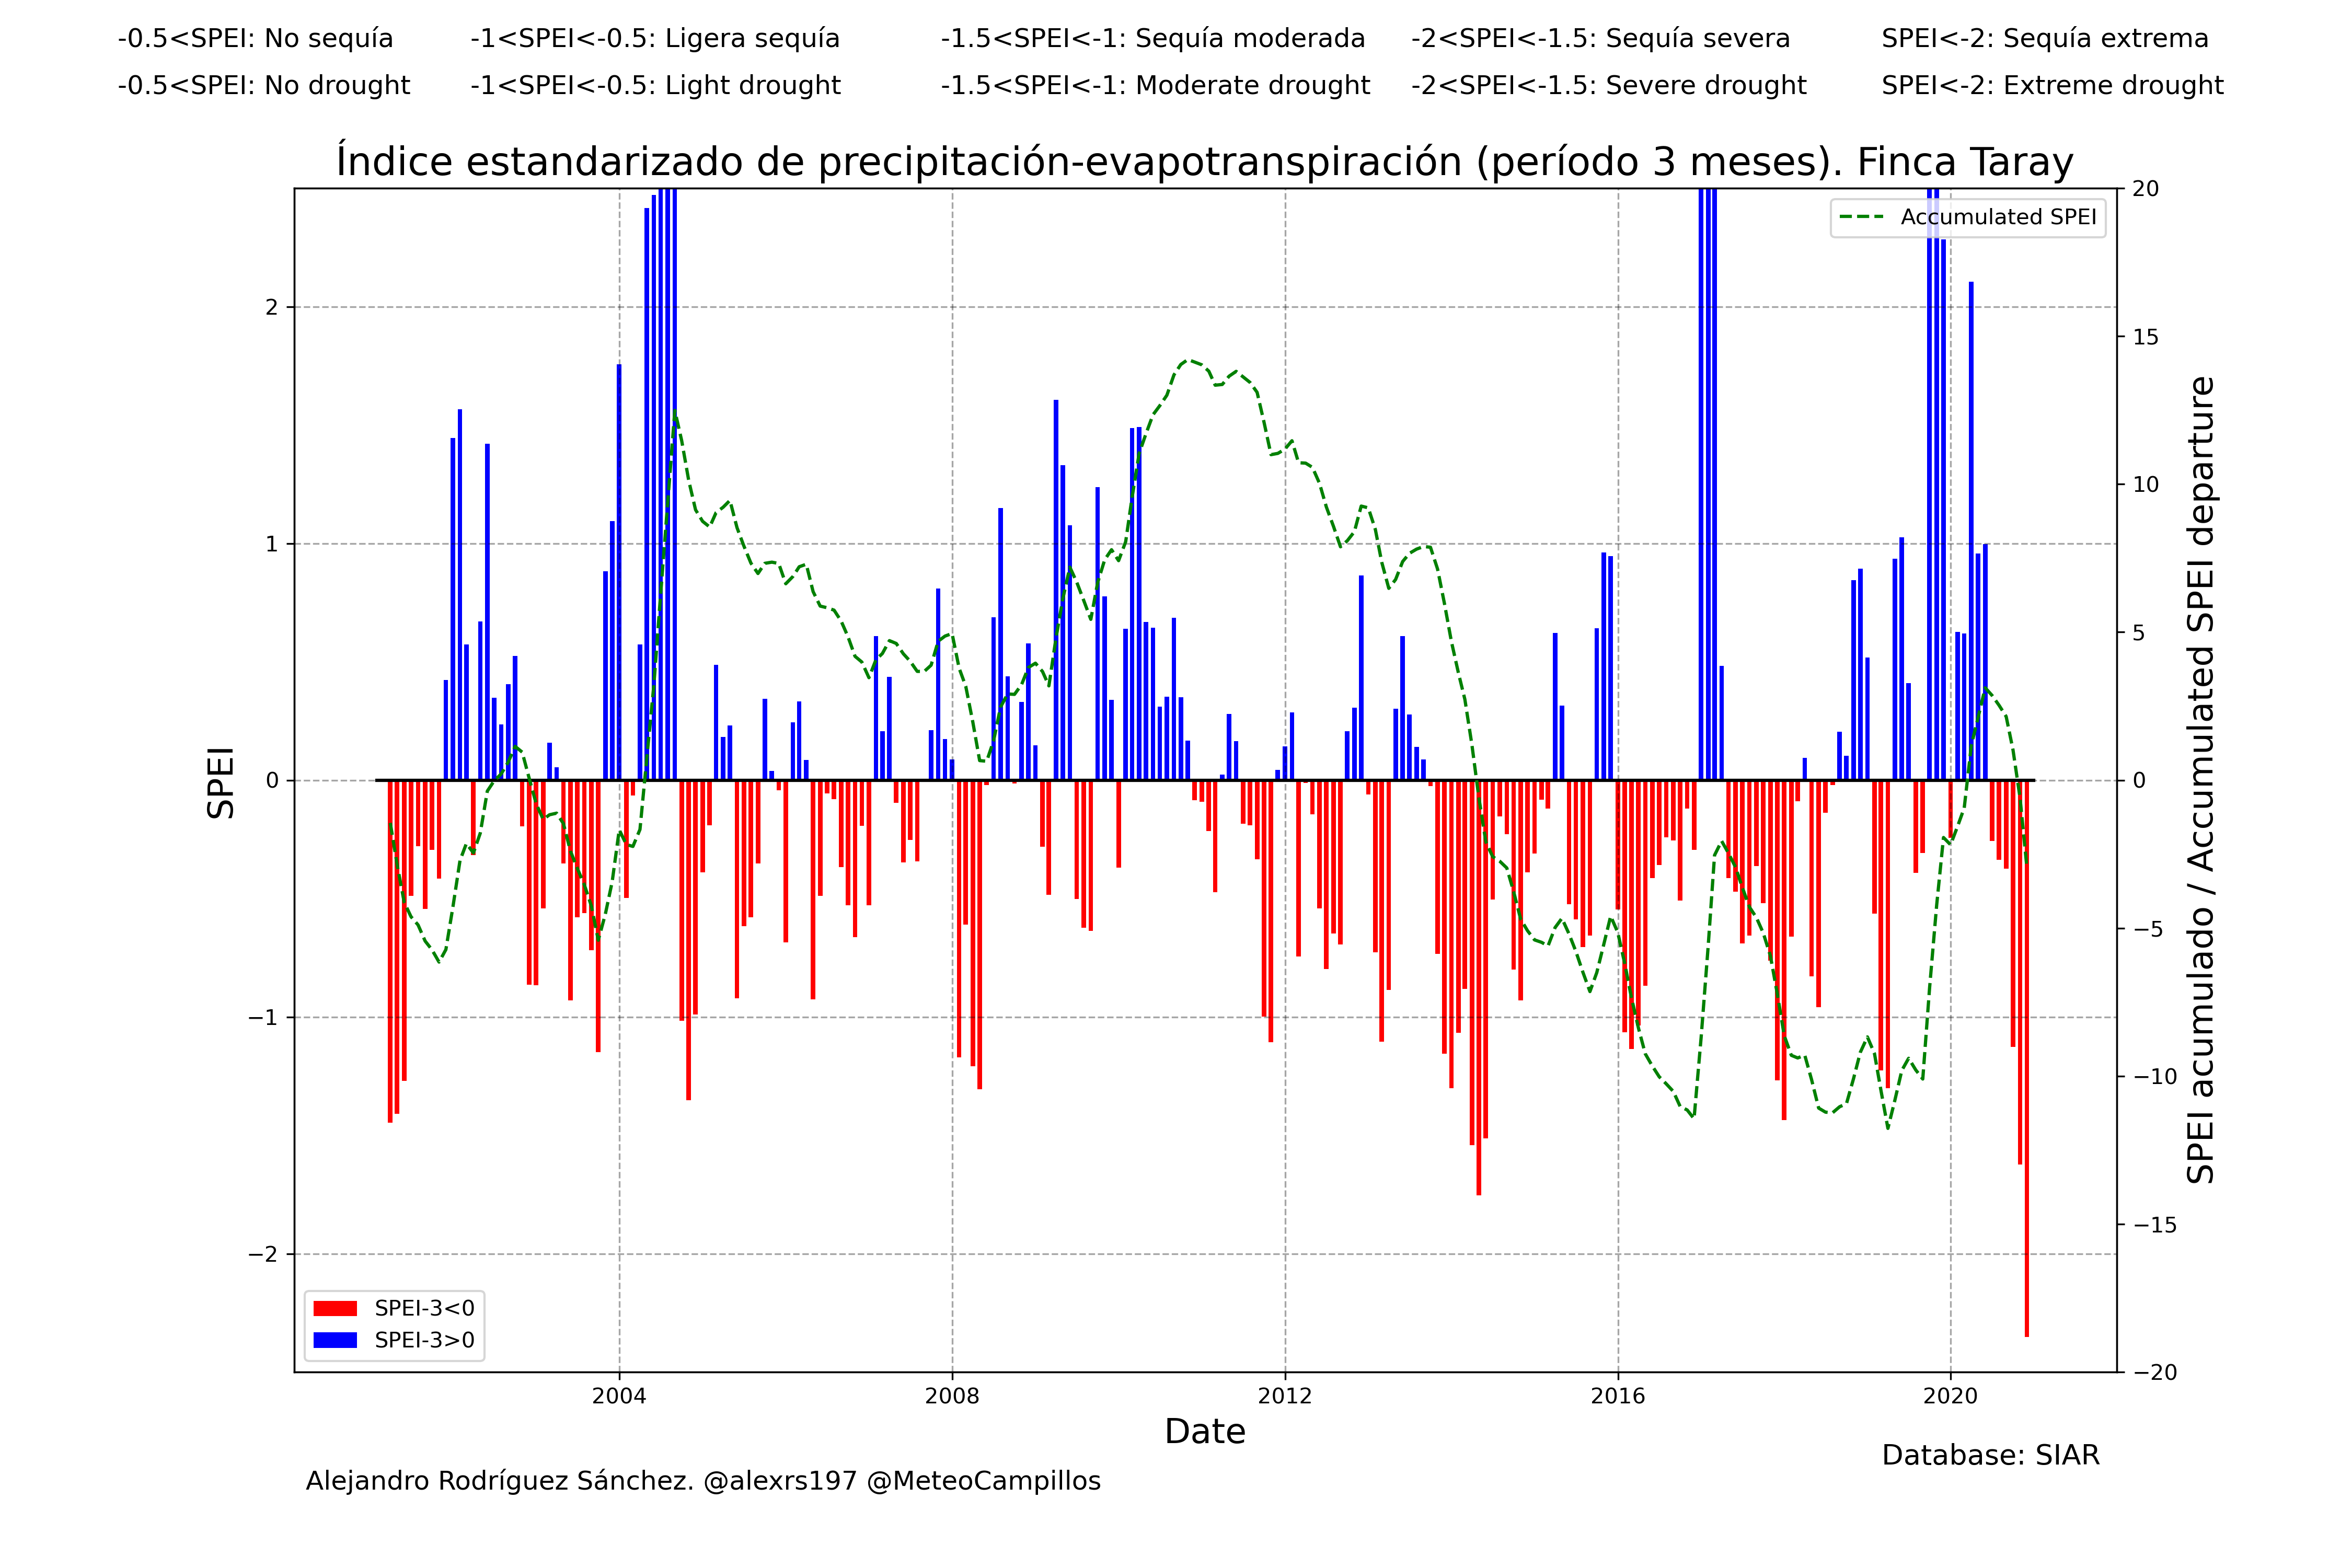 -0.5<SPEI: No sequía -1<SPEI<-0.5: Ligera sequía -1.5<SPEI<-1: Sequía moderada -2<SPEI<-1.5: Sequía severa SPEI<-2: Sequía extrema
-0.5<SPEI: No drought -1<SPEI<-0.5: Light drought -1.5<SPEI<-1: Moderate drought -2<SPEI<-1.5: Severe drought SPEI<-2: Extreme drought
Índice estandarizado de precipitación-evapotranspiración (período 3 meses). Finca Taray
Accumulated SPEI
SPEI
2
1
0
−1
−2
20
15
10
5
0
−5
−10
−15
−20
SPEI acumulado / Accumulated SPEI departure
SPEI-3<0
SPEI-3>0
2004 2008 2012 2016 2020
Date
Database: SIAR
Alejandro Rodríguez Sánchez. @alexrs197 @MeteoCampillos